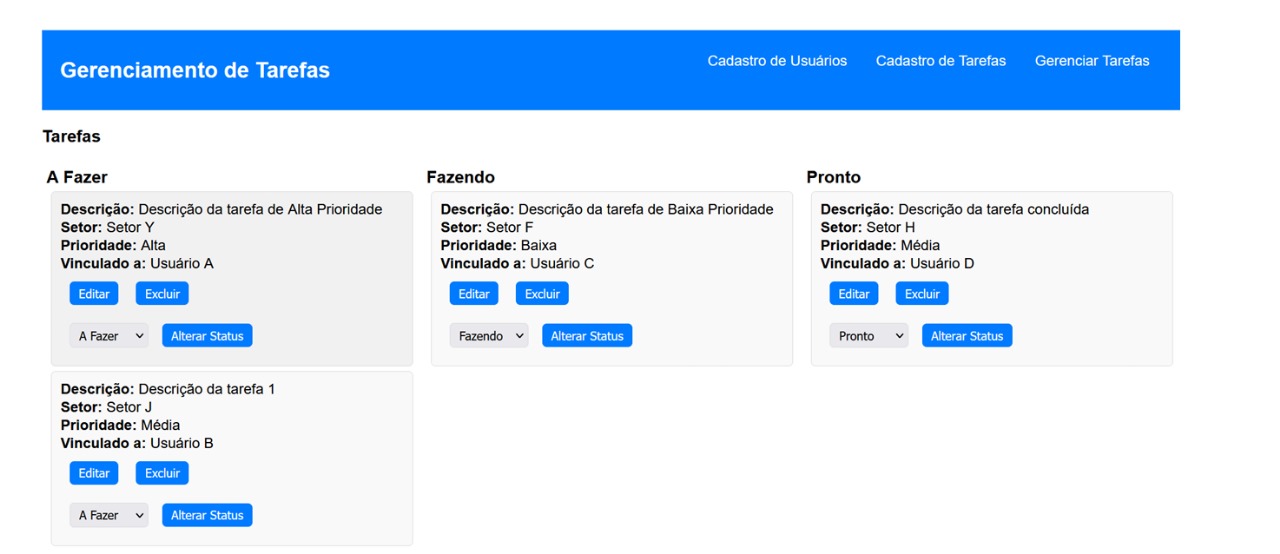 Gerenciamento de Tarefas
Cadastro de Usuários
Cadastro de Tarefas
Gerenciar Tarefas
Tarefas
A Fazer
Descrição: Descrição da tarefa de Alta Prioridade
Setor: Setor Y
Prioridade: Alta
Vinculado a: Usuário A
Editar
Excluir
A Fazer
Alterar Status
Descrição: Descrição da tarefa 1
Setor: Setor J
Prioridade: Média
Vinculado a: Usuário B
Editar
Excluir
A Fazer
Alterar Status
Fazendo
Descrição: Descrição da tarefa de Baixa Prioridade
Setor: Setor F
Prioridade: Baixa
Vinculado a: Usuário C
Editar
Excluir
Fazendo
Alterar Status
Pronto
Descrição: Descrição da tarefa concluída
Setor: Setor H
Prioridade: Média
Vinculado a: Usuário D
Editar
Excluir
Pronto
Alterar Status